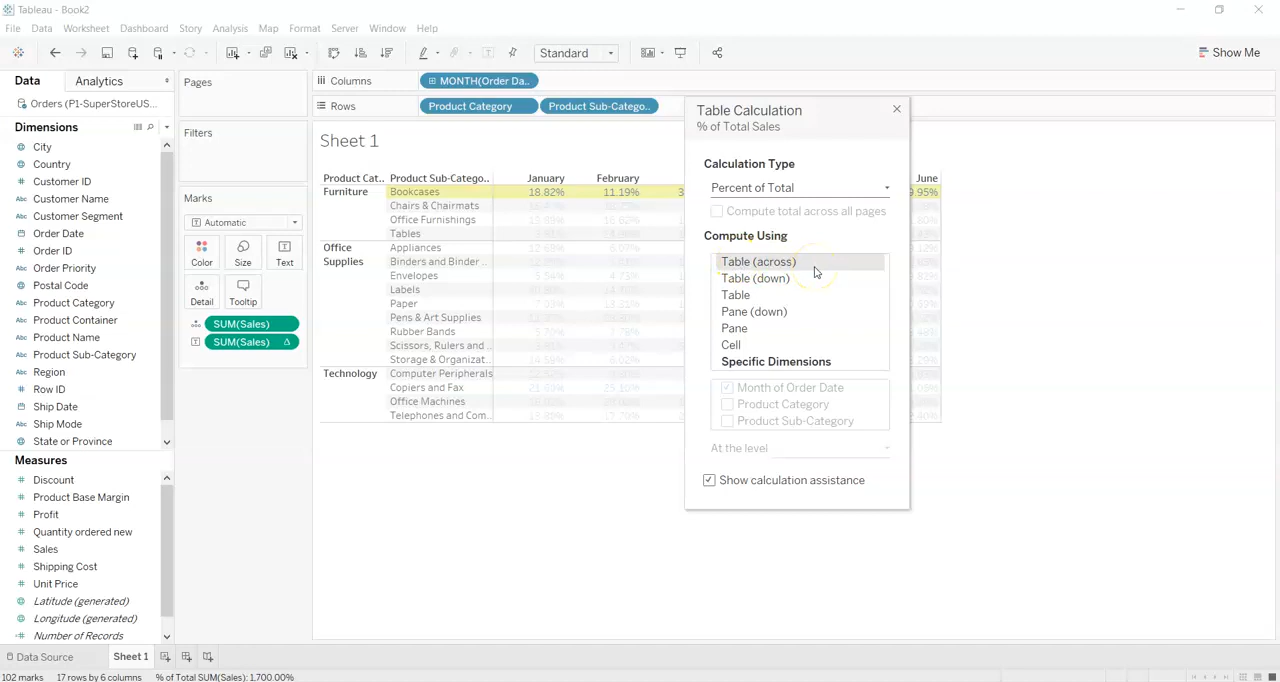 Tableau - Book2
File Data Worksheet Dashboard Story Analysis Map Format Server Window Help
Standard
Show Me
Data Analytics
Orders (P1-SuperStoreUS...
Dimensions
City
Country
Customer ID
Abc Customer Name
Abc Customer Segment
Order Date
# Order ID
Abc Order Priority
Postal Code
Abc Product Category
Abc Product Container
Abc Product Name
Abc Product Sub-Category
Abc Region
# Row ID
Ship Date
Abc Ship Mode
State or Province
Measures
# Discount
# Product Base Margin
# Profit
# Quantity ordered new
# Sales
# Shipping Cost
# Unit Price
Latitude (generated)
Longitude (generated)
Number of Records
Pages
Filters
Marks
Automatic
Color Size Text
Detail Tooltip
SUM(Sales)
SUM(Sales) Δ
Columns MONTH(Order Da..
Rows Product Category Product Sub-Catego..
Sheet 1
Product Cat.. Product Sub-Catego.. January February June
Furniture Bookcases 18.82% 11.19%
Chairs & Chairmats
Office Furnishings
Tables
Office Supplies Appliances
Binders and Binder ..
Envelopes
Labels
Paper
Pens & Art Supplies
Rubber Bands
Scissors, Rulers and ..
Storage & Organizat..
Technology Computer Peripherals
Copiers and Fax
Office Machines
Telephones and Com..
Table Calculation
% of Total Sales
Calculation Type
Percent of Total
Compute total across all pages
Compute Using
Table (across)
Table (down)
Table
Pane (down)
Pane
Cell
Specific Dimensions
Month of Order Date
Product Category
Product Sub-Category
At the level
Show calculation assistance
Data Source Sheet 1
102 marks 17 rows by 6 columns % of Total SUM(Sales): 1,700.00%